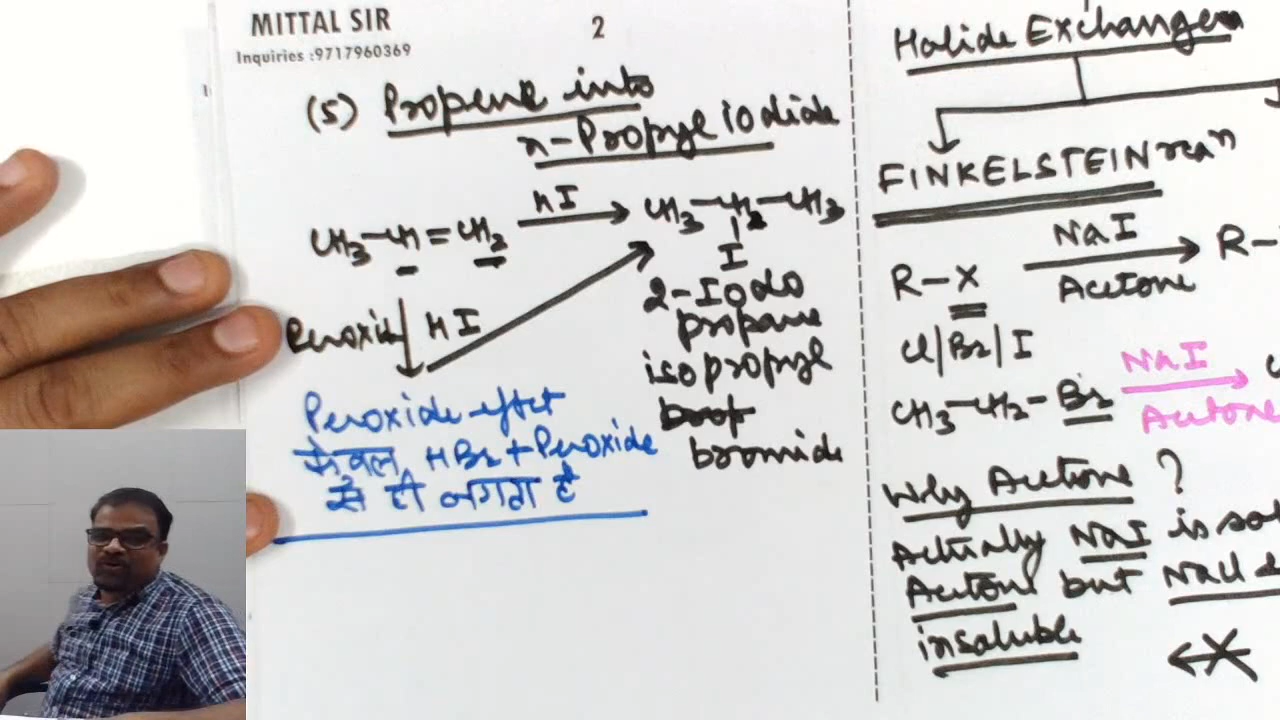 MITTAL SIR
Inquiries :9717960369
2
(5) Propene into
n-Propyl iodide
CH3-CH=CH2
HI
CH3-CH2-CH3
I
Peroxide
HI
2-Iodo
propane
isopropyl
bromide
Peroxide effect
केवल HBr+Peroxide
से ही लगता है
Halide Exchange
FINKELSTEIN reaⁿ
R-X
NaI
Acetone
R-
Cl/Br/I
CH3-CH2-Br
NaI
Acetone
Why Acetone ?
Actually NaI is
Acetone but NaCl
insoluble